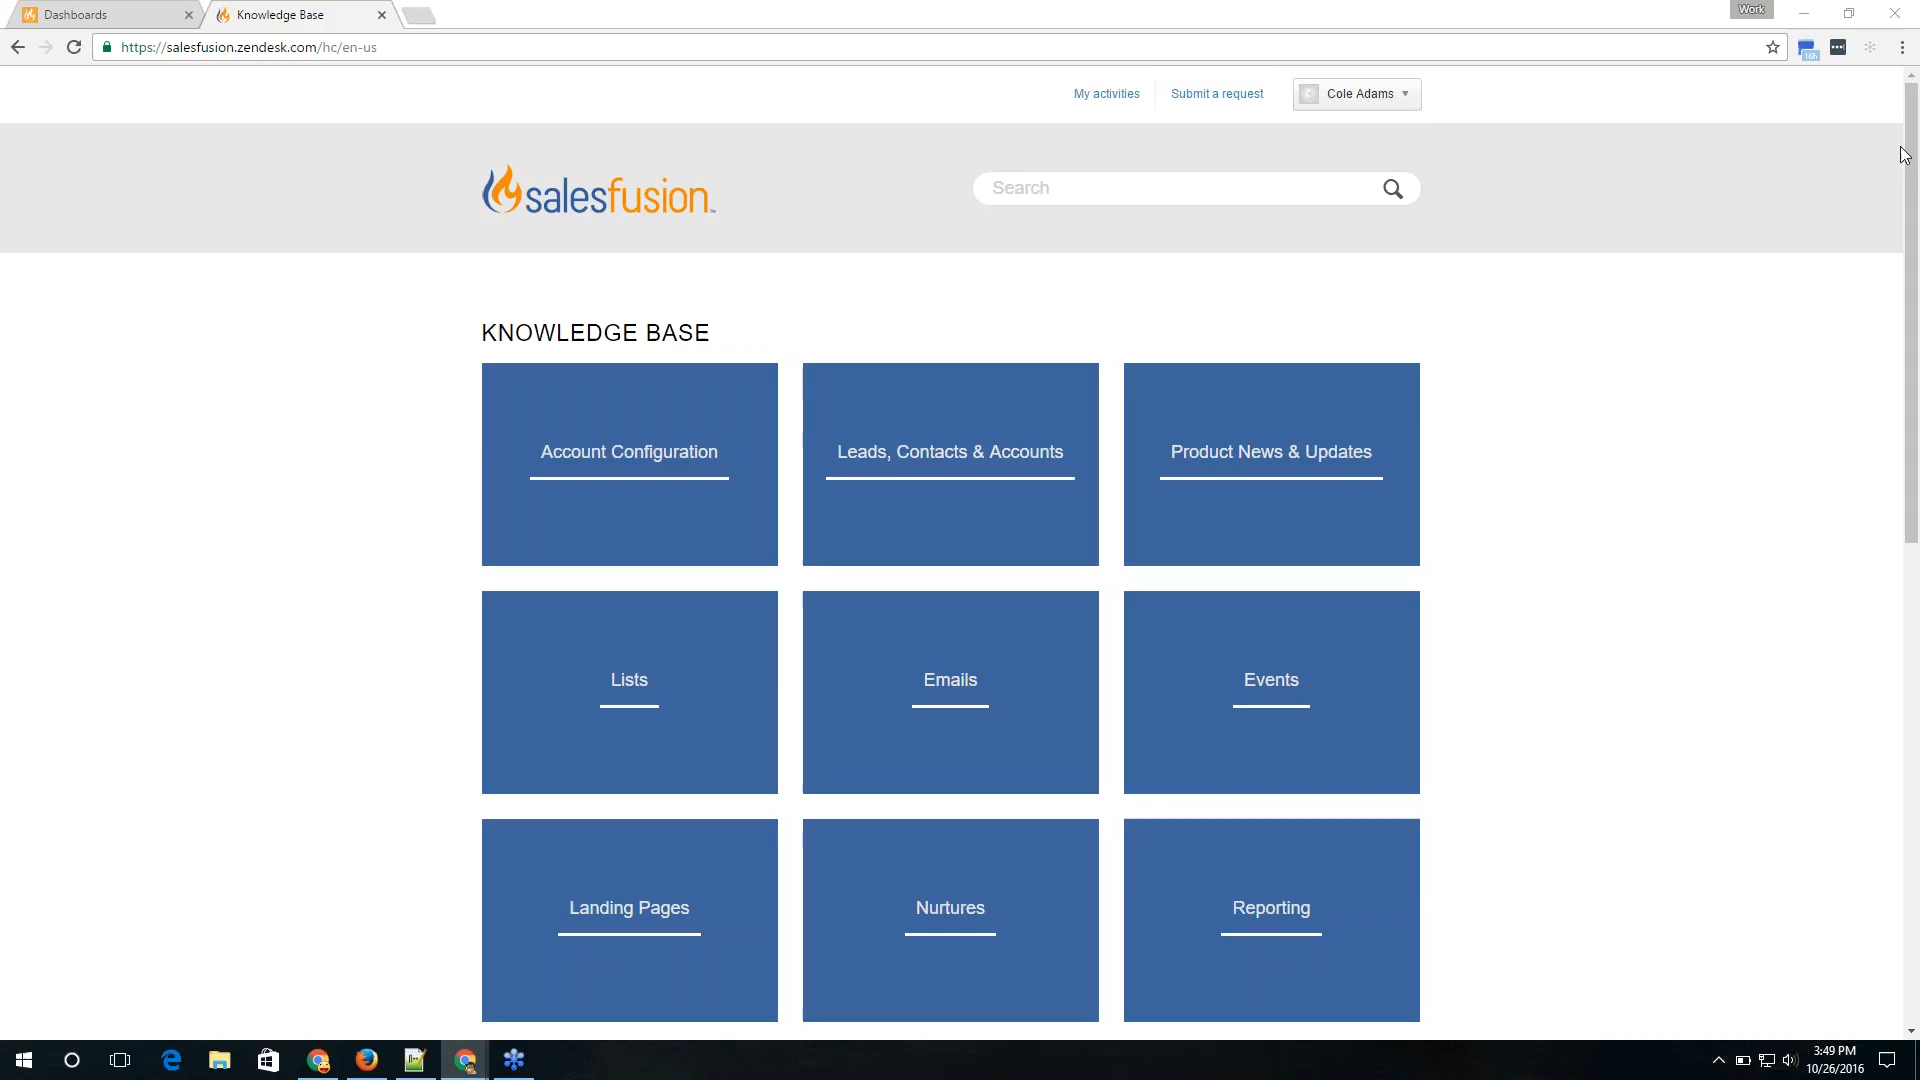 Dashboards
Knowledge Base
Work
https://salesfusion.zendesk.com/hc/en-us
16h
My activities
Submit a request
Cole Adams
salesfusion
Search
KNOWLEDGE BASE
Account Configuration
Leads, Contacts & Accounts
Product News & Updates
Lists
Emails
Events
Landing Pages
Nurtures
Reporting
3:49 PM
10/26/2016